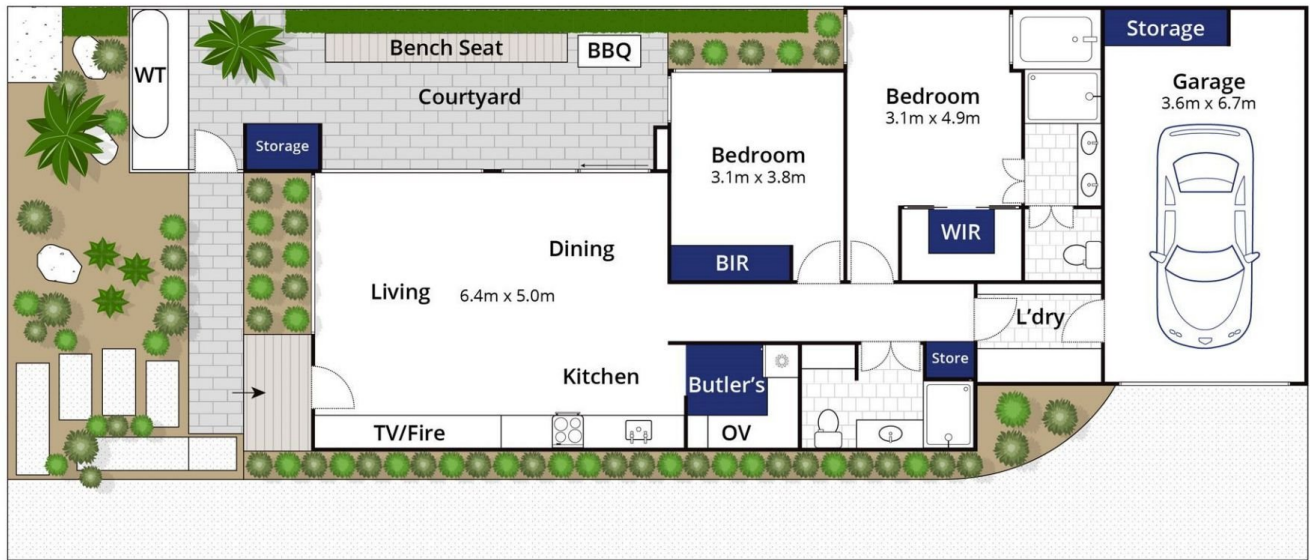 Storage
Bench Seat
BBQ
WT
Garage
3.6m x 6.7m
Courtyard
Bedroom
3.1m x 4.9m
Storage
Bedroom
3.1m x 3.8m
WIR
Dining
BIR
Living
6.4m x 5.0m
L'dry
Store
Kitchen
Butler's
TV/Fire
OV